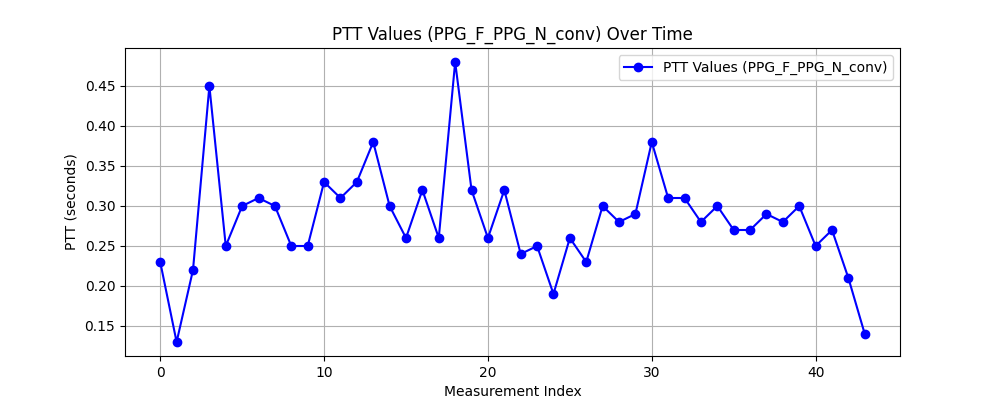 PTT Values (PPG_F_PPG_N_conv) Over Time
PTT Values (PPG_F_PPG_N_conv)
PTT (seconds)
0.45
0.40
0.35
0.30
0.25
0.20
0.15
0 10 20 30 40
Measurement Index